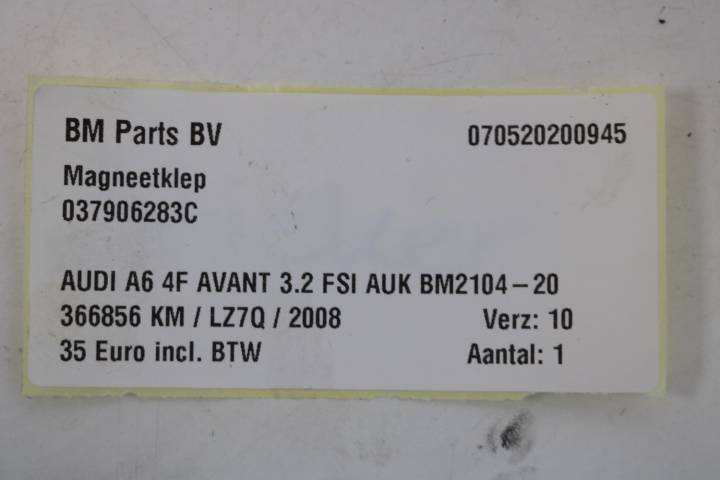 BM Parts BV 070520200945
Magneetklep
037906283C
AUDI A6 4F AVANT 3.2 FSI AUK BM2104-20
366856 KM / LZ7Q / 2008 Verz: 10
35 Euro incl. BTW Aantal: 1